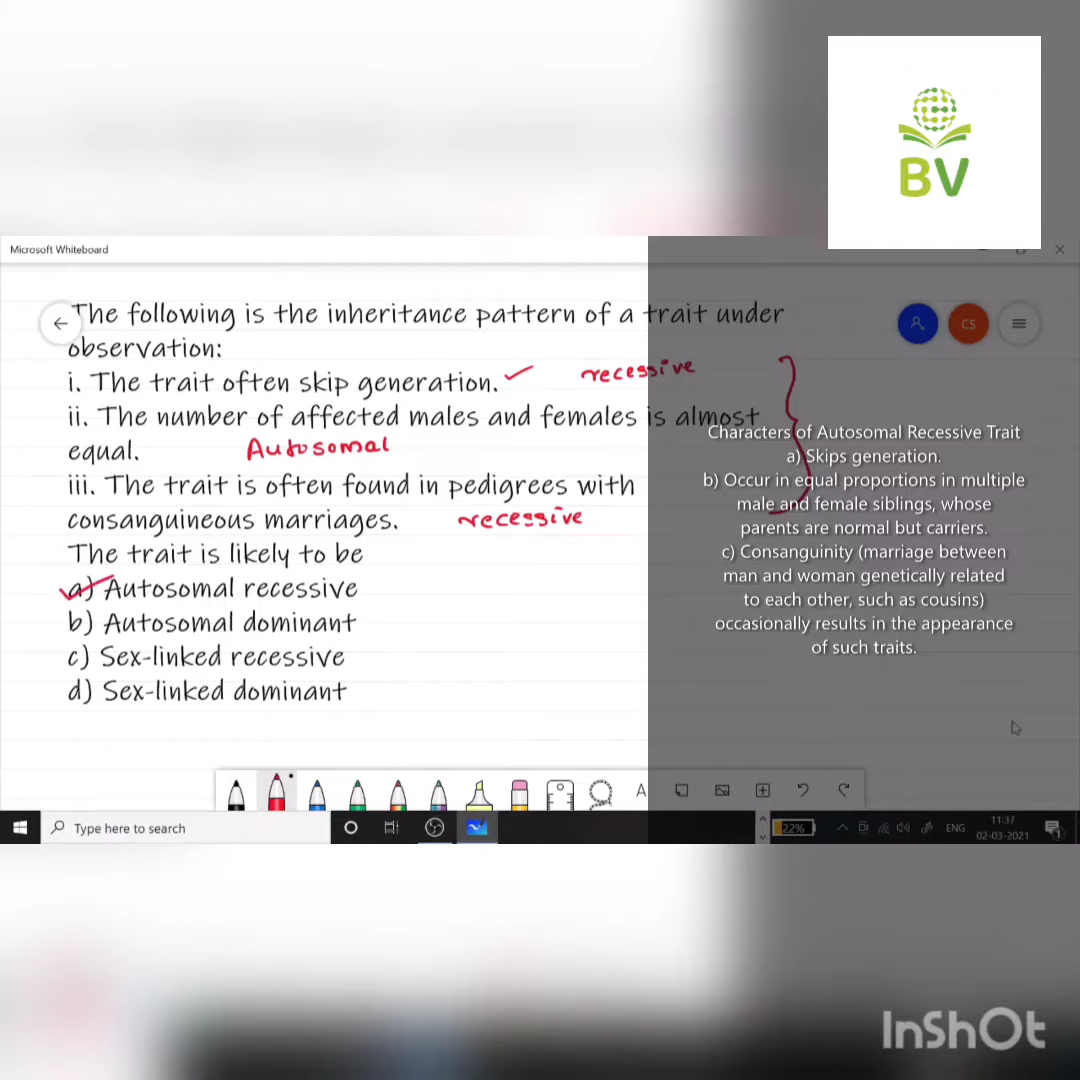 BV
Microsoft Whiteboard
The following is the inheritance pattern of a trait under
observation:
i. The trait often skip generation.
recessive
ii. The number of affected males and females is almost
equal.
Autosomal
iii. The trait is often found in pedigrees with
consanguineous marriages.
recessive
The trait is likely to be
a) Autosomal recessive
b) Autosomal dominant
c) Sex-linked recessive
d) Sex-linked dominant
CS
Characters of Autosomal Recessive Trait
a) Skips generation.
b) Occur in equal proportions in multiple
male and female siblings, whose
parents are normal but carriers.
c) Consanguinity (marriage between
man and woman genetically related
to each other, such as cousins)
occasionally results in the appearance
of such traits.
A
Type here to search
22%
ENG
11:37
02-03-2021
1
InShOt